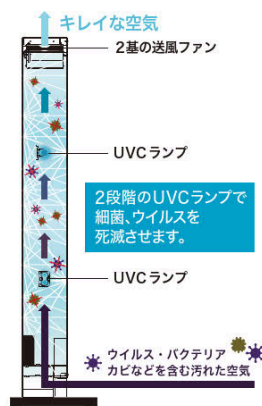 キレイな空気
2基の送風ファン
UVCランプ
2段階のUVCランプで
細菌、ウイルスを
死滅させます。
UVCランプ
ウイルス・バクテリア
カビなどを含む汚れた空気